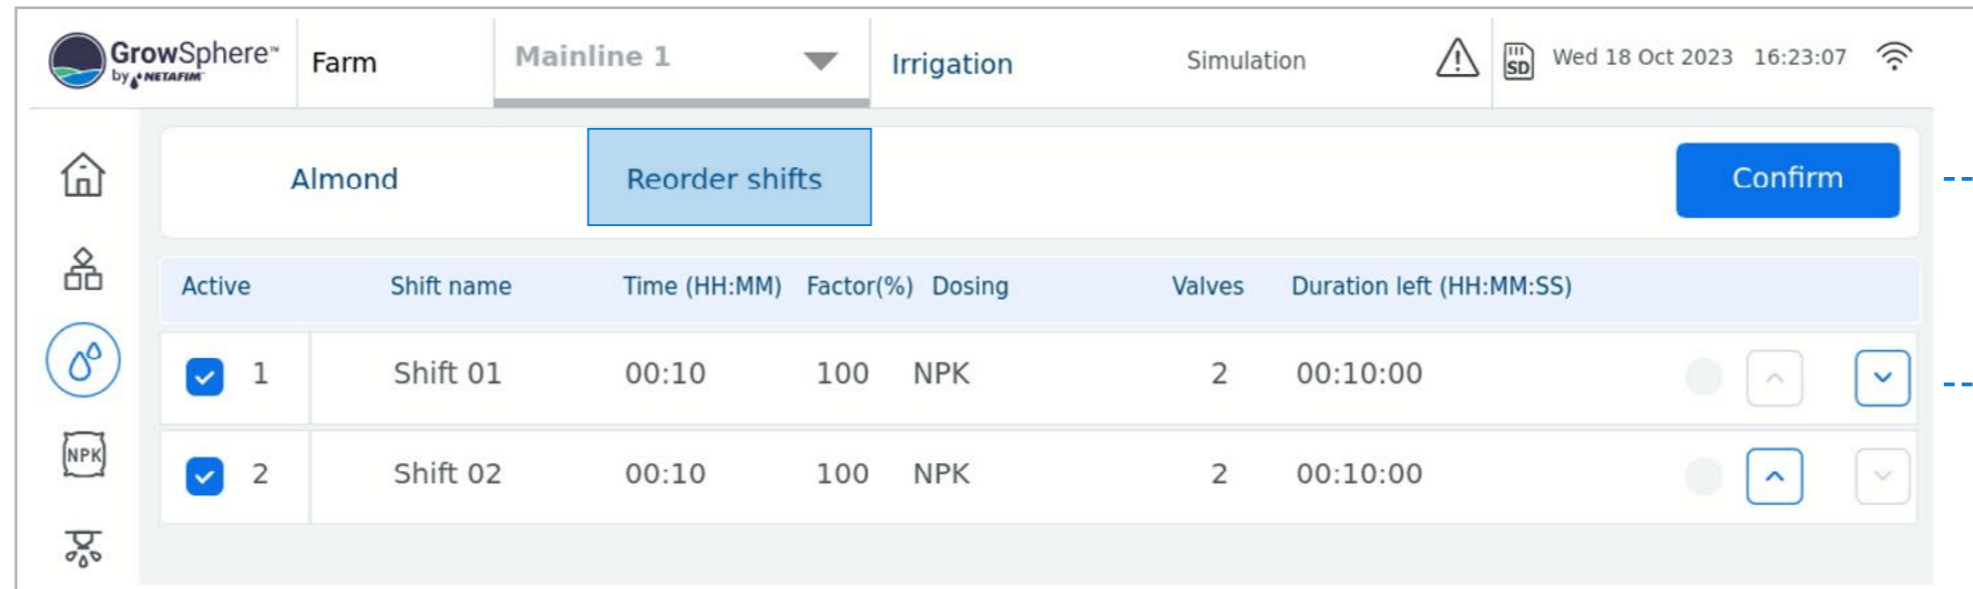 GrowSphere™
by NETAFIM™
Farm
Mainline 1
Irrigation
Simulation
SD
Wed 18 Oct 2023 16:23:07
Almond
Reorder shifts
Confirm
Active Shift name Time (HH:MM) Factor(%) Dosing Valves Duration left (HH:MM:SS)
1 Shift 01 00:10 100 NPK 2 00:10:00
NPK
2 Shift 02 00:10 100 NPK 2 00:10:00